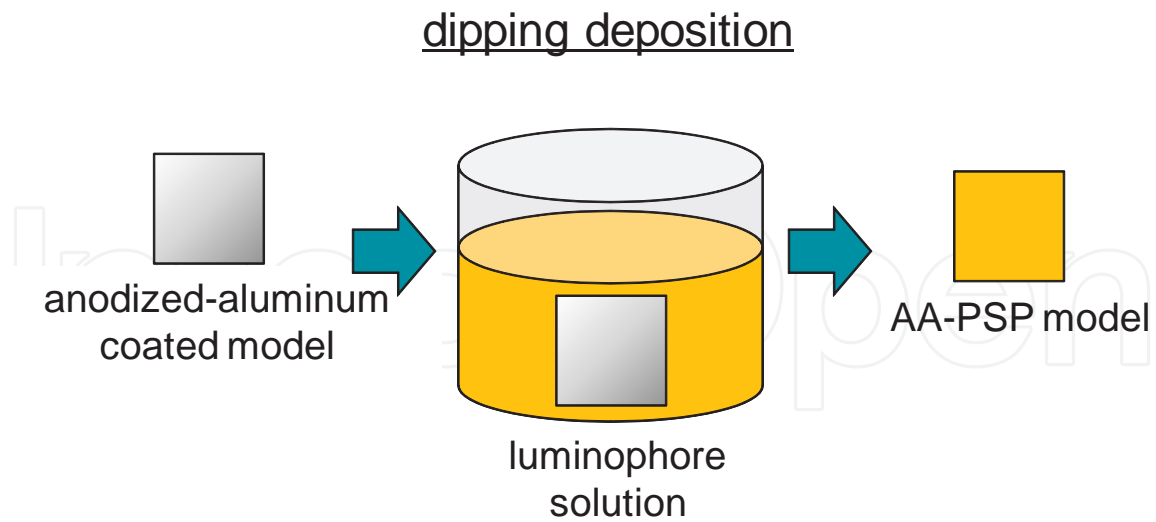 dipping deposition
anodized-aluminum
coated model
luminophore
solution
AA-PSP model